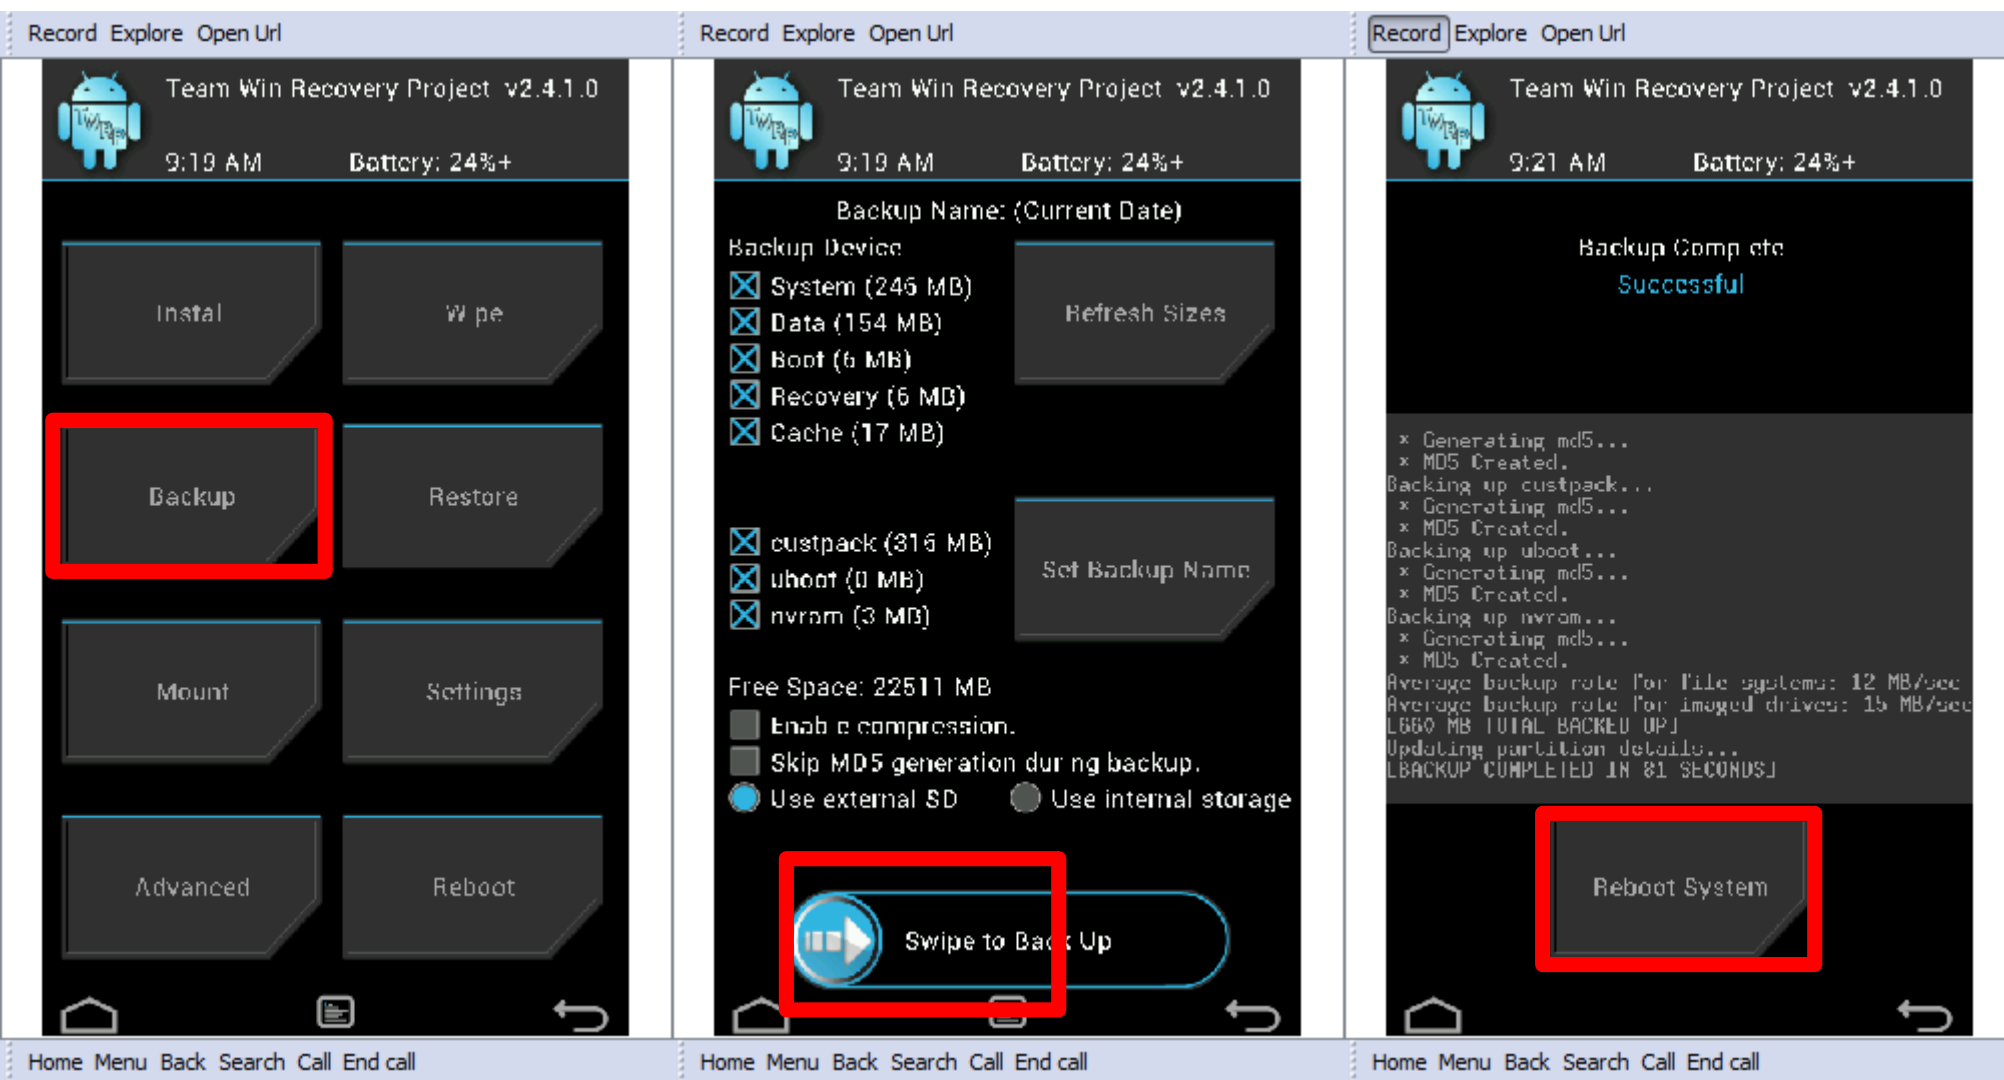 Record Explore Open Url
Team Win Recovery Project v2.4.1.0
9:19 AM Battery: 24%+
Instal
W pe
Backup
Restore
Mount
Settings
Advanced
Reboot
Home Menu Back Search Call End call
Record Explore Open Url
Team Win Recovery Project v2.4.1.0
9:19 AM Battery: 24%+
Backup Name: (Current Date)
Backup Device
System (246 MB)
Data (154 MB)
Boot (6 MB)
Recovery (6 MB)
Cache (17 MB)
Refresh Sizes
custpack (316 MB)
uboot (0 MB)
nvram (3 MB)
Set Backup Name
Free Space: 22511 MB
Enab e compression.
Skip MD5 generation dur ng backup.
Use external SD Use internal storage
Swipe to Back Up
Home Menu Back Search Call End call
Record Explore Open Url
Team Win Recovery Project v2.4.1.0
9:21 AM Battery: 24%+
Backup Comp ete
Successful
* Generating md5...
* MD5 Created.
Backing up custpack...
* Generating md5...
* MD5 Created.
Backing up uboot...
* Generating md5...
* MD5 Created.
Backing up nvram...
* Generating md5...
* MD5 Created.
Average backup rate for file systems: 12 MB/sec
Average backup rate for imaged drives: 15 MB/sec
[660 MB TOTAL BACKED UP]
Updating partition details...
[BACKUP COMPLETED IN 81 SECONDS]
Reboot System
Home Menu Back Search Call End call